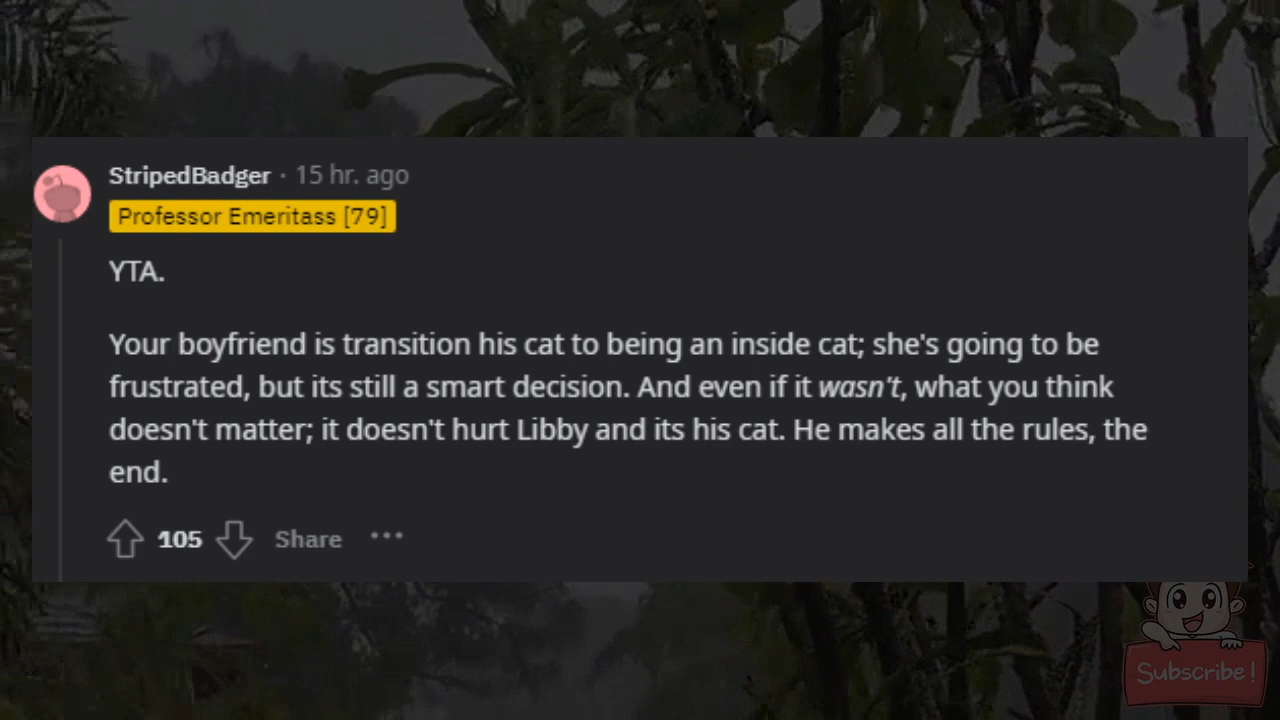 StripedBadger · 15 hr. ago
Professor Emeritass [79]
YTA.
Your boyfriend is transition his cat to being an inside cat; she's going to be
frustrated, but its still a smart decision. And even if it wasn't, what you think
doesn't matter; it doesn't hurt Libby and its his cat. He makes all the rules, the
end.
105 Share ···
Subscribe!